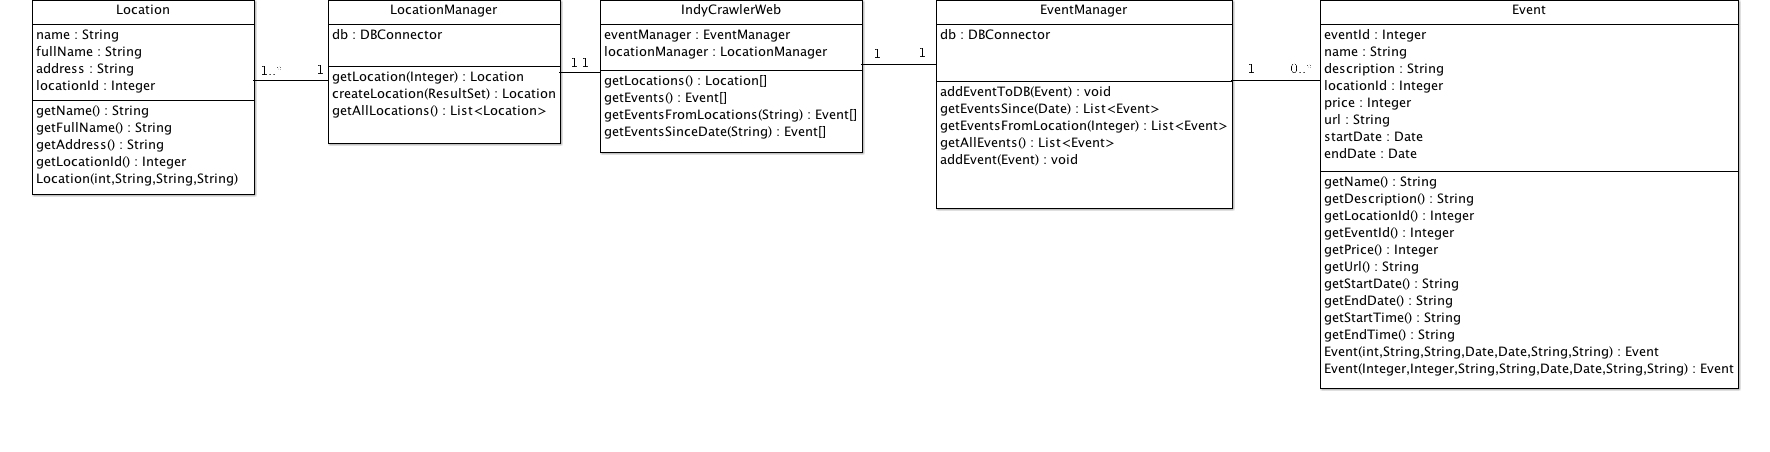 Location
name : String
fullName : String
address : String
locationId : Integer
getName() : String
getFullName() : String
getAddress() : String
getLocationId() : Integer
Location(int,String,String,String)
1..*
1
LocationManager
db : DBConnector
getLocation(Integer) : Location
createLocation(ResultSet) : Location
getAllLocations() : List<Location>
1 1
IndyCrawlerWeb
eventManager : EventManager
locationManager : LocationManager
getLocations() : Location[]
getEvents() : Event[]
getEventsFromLocations(String) : Event[]
getEventsSinceDate(String) : Event[]
1
1
EventManager
db : DBConnector
addEventToDB(Event) : void
getEventsSince(Date) : List<Event>
getEventsFromLocation(Integer) : List<Event>
getAllEvents() : List<Event>
addEvent(Event) : void
1
0..*
Event
eventId : Integer
name : String
description : String
locationId : Integer
price : Integer
url : String
startDate : Date
endDate : Date
getName() : String
getDescription() : String
getLocationId() : Integer
getEventId() : Integer
getPrice() : Integer
getUrl() : String
getStartDate() : String
getEndDate() : String
getStartTime() : String
getEndTime() : String
Event(int,String,String,Date,Date,String,String) : Event
Event(Integer,Integer,String,String,Date,Date,String,String) : Event